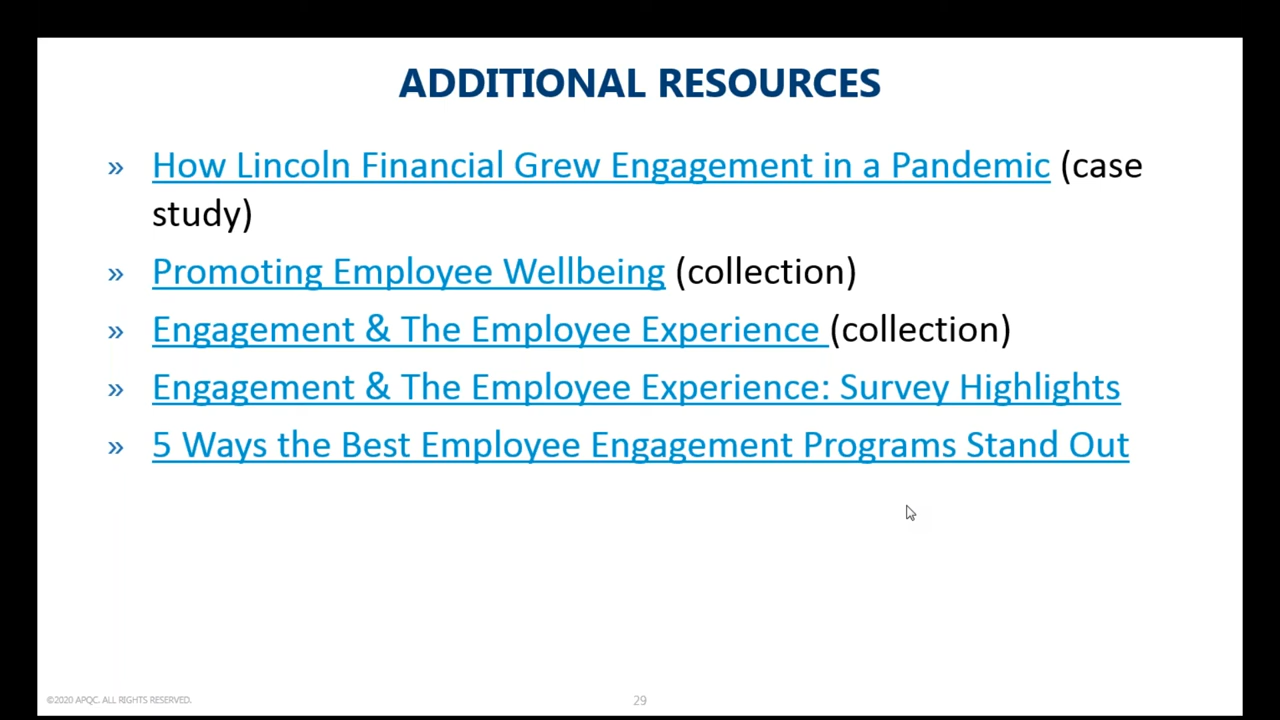 ADDITIONAL RESOURCES
» How Lincoln Financial Grew Engagement in a Pandemic (case
study)
» Promoting Employee Wellbeing (collection)
» Engagement & The Employee Experience (collection)
» Engagement & The Employee Experience: Survey Highlights
» 5 Ways the Best Employee Engagement Programs Stand Out
©2020 APQC. ALL RIGHTS RESERVED.
29